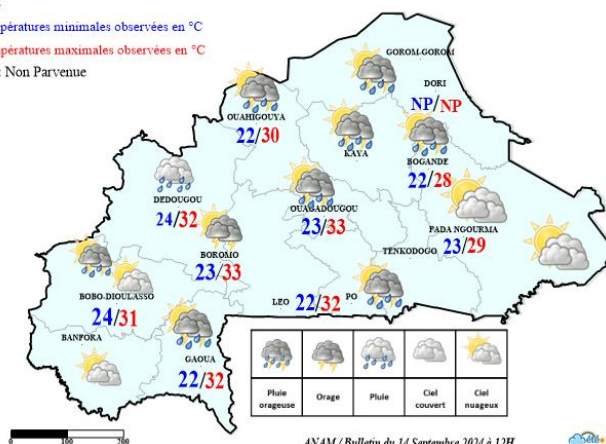 pératures minimales observées en °C
pératures maximales observées en °C
: Non Parvenue
GOROM-GOROM
DORI
NP/NP
OUAHIGOUYA
22/30
KAYA
BOGANDE
22/28
DEDOUGOU
24/32
OUAGADOUGOU
23/33
FADA NGOURMA
23/29
BOROMO
23/33
TENKODOGO
BOBO-DIOULASSO
24/31
LEO 22/32 PO
BANFORA
GAOUA
22/32
Pluie orageuse
Orage
Pluie
Ciel couvert
Ciel nuageux
0 100 200
ANAM / Bulletin du 14 Septembre 2024 à 12H